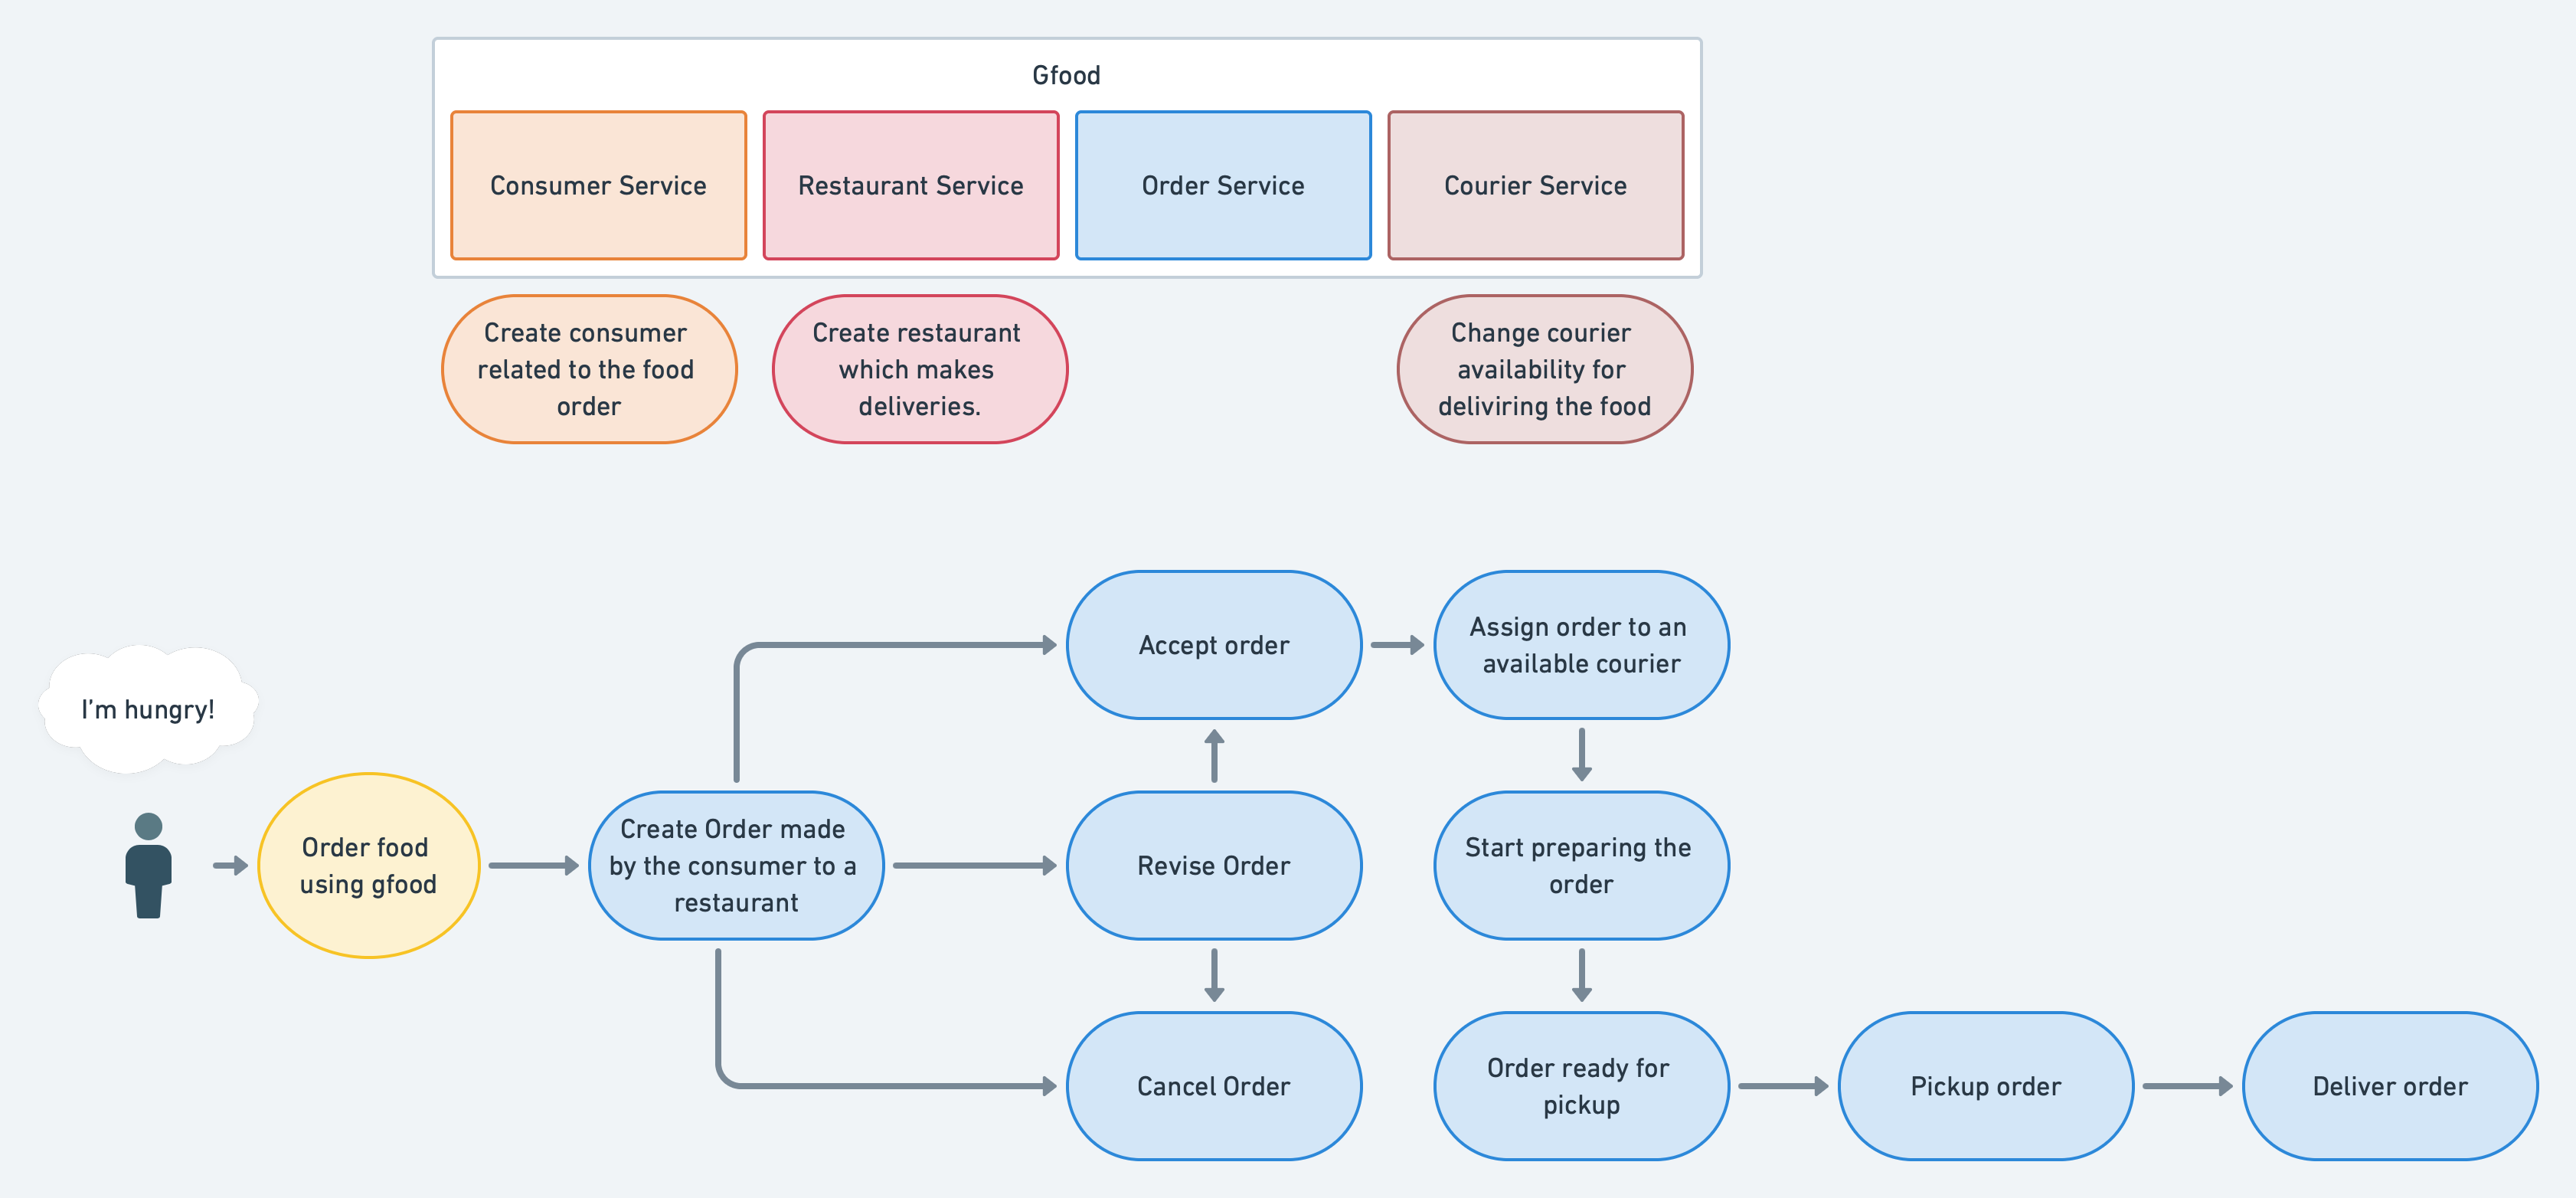 Gfood
Consumer Service
Restaurant Service
Order Service
Courier Service
Create consumer
related to the food
order
Create restaurant
which makes
deliveries.
Change courier
availability for
deliviring the food
I'm hungry!
Order food
using gfood
Create Order made
by the consumer to a
restaurant
Accept order
Assign order to an
available courier
Revise Order
Start preparing the
order
Cancel Order
Order ready for
pickup
Pickup order
Deliver order